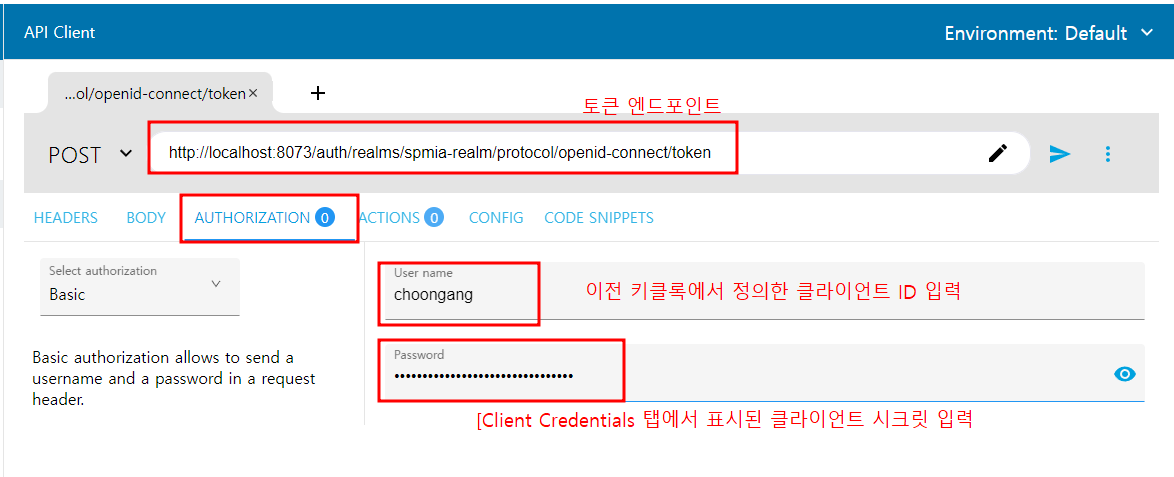 API Client
Environment: Default
...ol/openid-connect/token×
+
토큰 엔드포인트
POST
http://localhost:8073/auth/realms/spmia-realm/protocol/openid-connect/token
HEADERS BODY AUTHORIZATION 0 ACTIONS 0 CONFIG CODE SNIPPETS
Select authorization
Basic
Basic authorization allows to send a
username and a password in a request
header.
User name
choongang
이전 키클록에서 정의한 클라이언트 ID 입력
Password
••••••••••••••••••••••••••••••••
[Client Credentials 탭에서 표시된 클라이언트 시크릿 입력